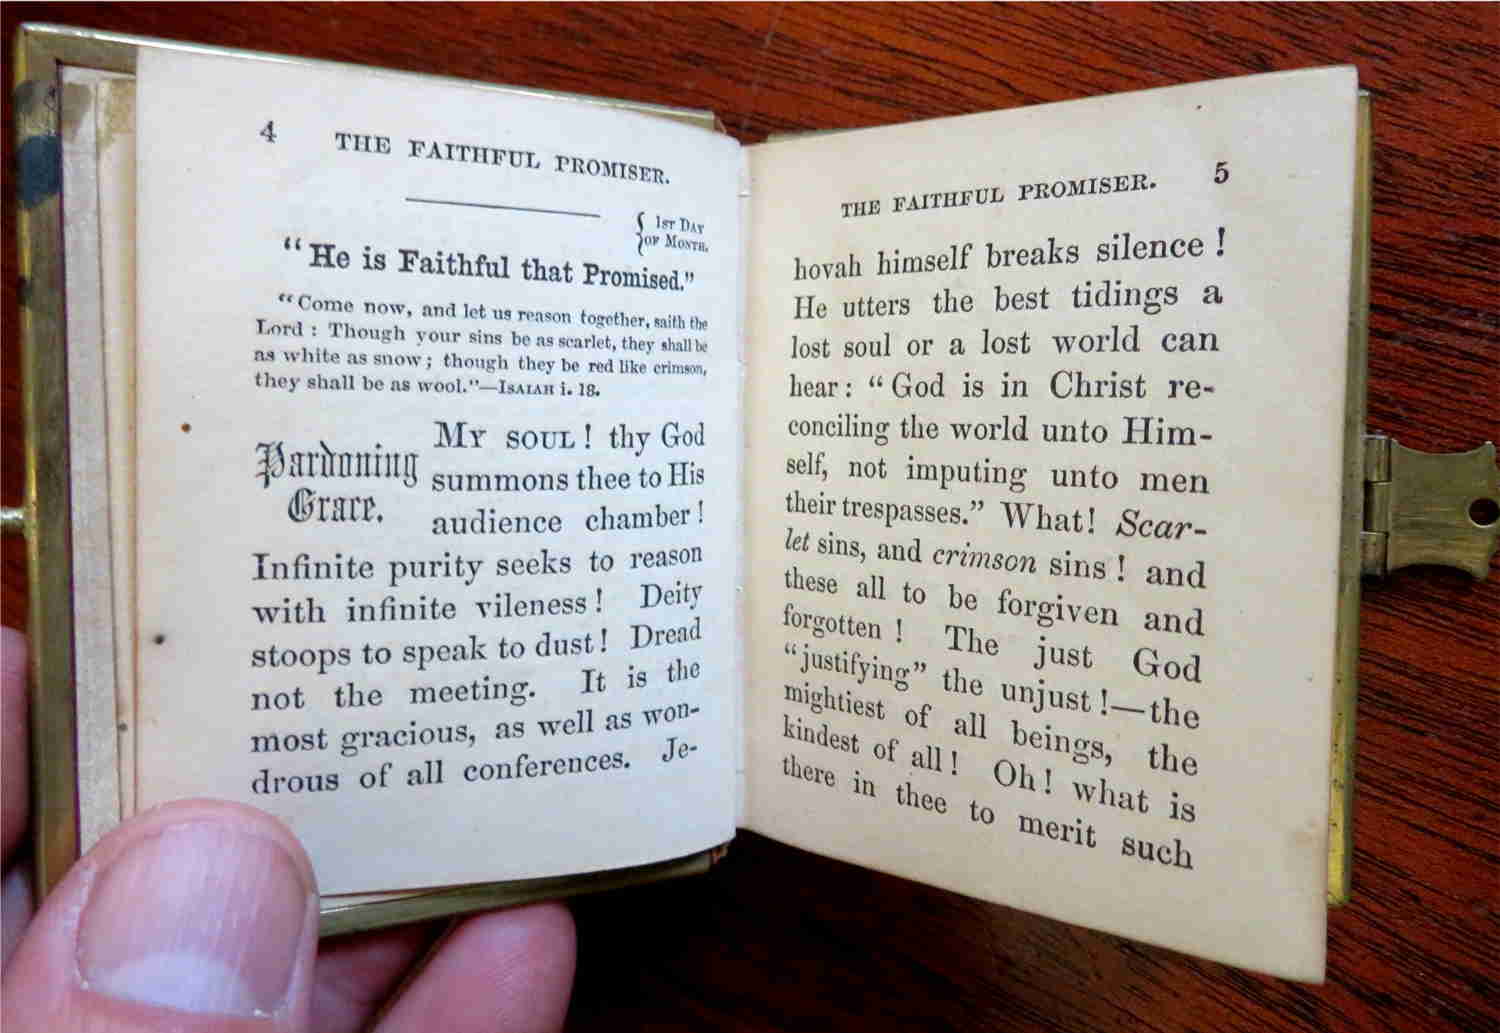 4 THE FAITHFUL PROMISER.
{ 1ST DAY
OF MONTH.
"He is Faithful that Promised."
"Come now, and let us reason together, saith the
Lord : Though your sins be as scarlet, they shall be
as white as snow ; though they be red like crimson,
they shall be as wool."—ISAIAH i. 18.
Pardoning
Grace.
MY SOUL ! thy God
summons thee to His
audience chamber !
Infinite purity seeks to reason
with infinite vileness ! Deity
stoops to speak to dust ! Dread
not the meeting. It is the
most gracious, as well as won-
drous of all conferences. Je-
THE FAITHFUL PROMISER. 5
hovah himself breaks silence !
He utters the best tidings a
lost soul or a lost world can
hear : "God is in Christ re-
conciling the world unto Him-
self, not imputing unto men
their trespasses." What! Scar-
let sins, and crimson sins ! and
these all to be forgiven and
forgotten ! The just God
"justifying" the unjust !—the
mightiest of all beings, the
kindest of all ! Oh ! what is
there in thee to merit such